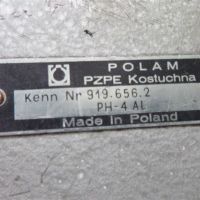 POLAM
PZPE Kostuchna
Kenn Nr 919.656.2
PH-4 AL
Made in Poland